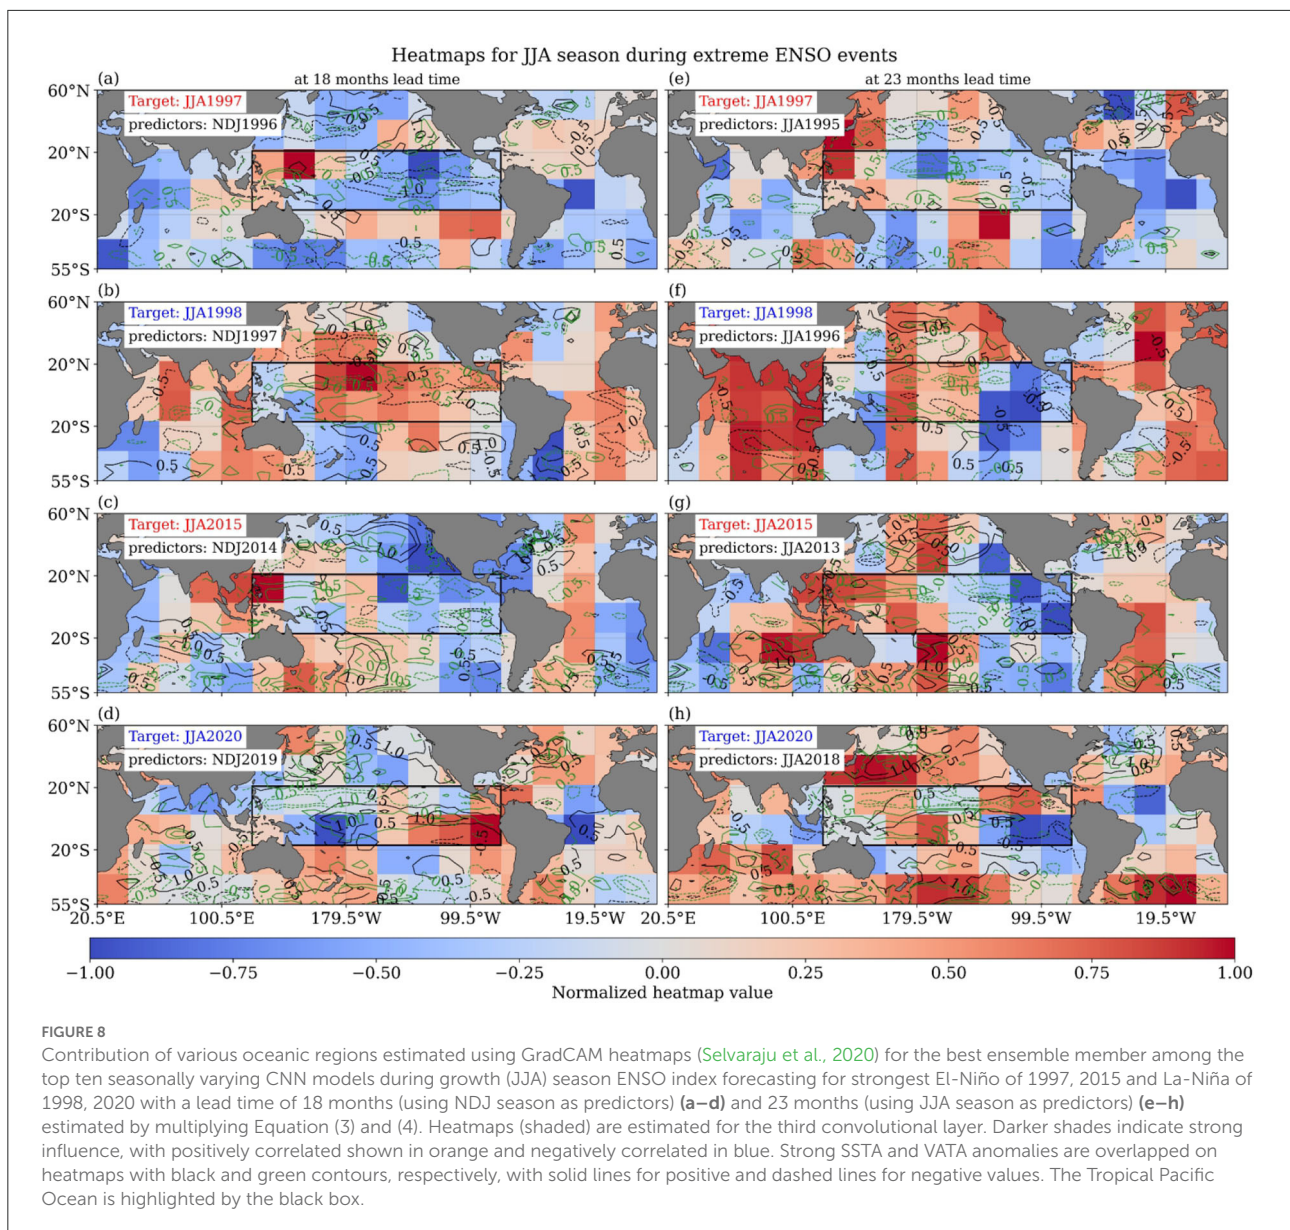 Heatmaps for JJA season during extreme ENSO events
(a)
at 18 months lead time
(e)
at 23 months lead time
60°N
20°N
20°S
55°S
Target: JJA1997
predictors: NDJ1996
Target: JJA1997
predictors: JJA1995
(b)
(f)
60°N
20°N
20°S
55°S
Target: JJA1998
predictors: NDJ1997
Target: JJA1998
predictors: JJA1996
(c)
(g)
60°N
20°N
20°S
55°S
Target: JJA2015
predictors: NDJ2014
Target: JJA2015
predictors: JJA2013
(d)
(h)
60°N
20°N
20°S
55°S
Target: JJA2020
predictors: NDJ2019
Target: JJA2020
predictors: JJA2018
20.5°E 100.5°E 179.5°W 99.5°W 19.5°W 20.5°E 100.5°E 179.5°W 99.5°W 19.5°W
−1.00 −0.75 −0.50 −0.25 0.00 0.25 0.50 0.75 1.00
Normalized heatmap value
FIGURE 8
Contribution of various oceanic regions estimated using GradCAM heatmaps (Selvaraju et al., 2020) for the best ensemble member among the
top ten seasonally varying CNN models during growth (JJA) season ENSO index forecasting for strongest El-Niño of 1997, 2015 and La-Niña of
1998, 2020 with a lead time of 18 months (using NDJ season as predictors) (a–d) and 23 months (using JJA season as predictors) (e–h)
estimated by multiplying Equation (3) and (4). Heatmaps (shaded) are estimated for the third convolutional layer. Darker shades indicate strong
influence, with positively correlated shown in orange and negatively correlated in blue. Strong SSTA and VATA anomalies are overlapped on
heatmaps with black and green contours, respectively, with solid lines for positive and dashed lines for negative values. The Tropical Pacific
Ocean is highlighted by the black box.